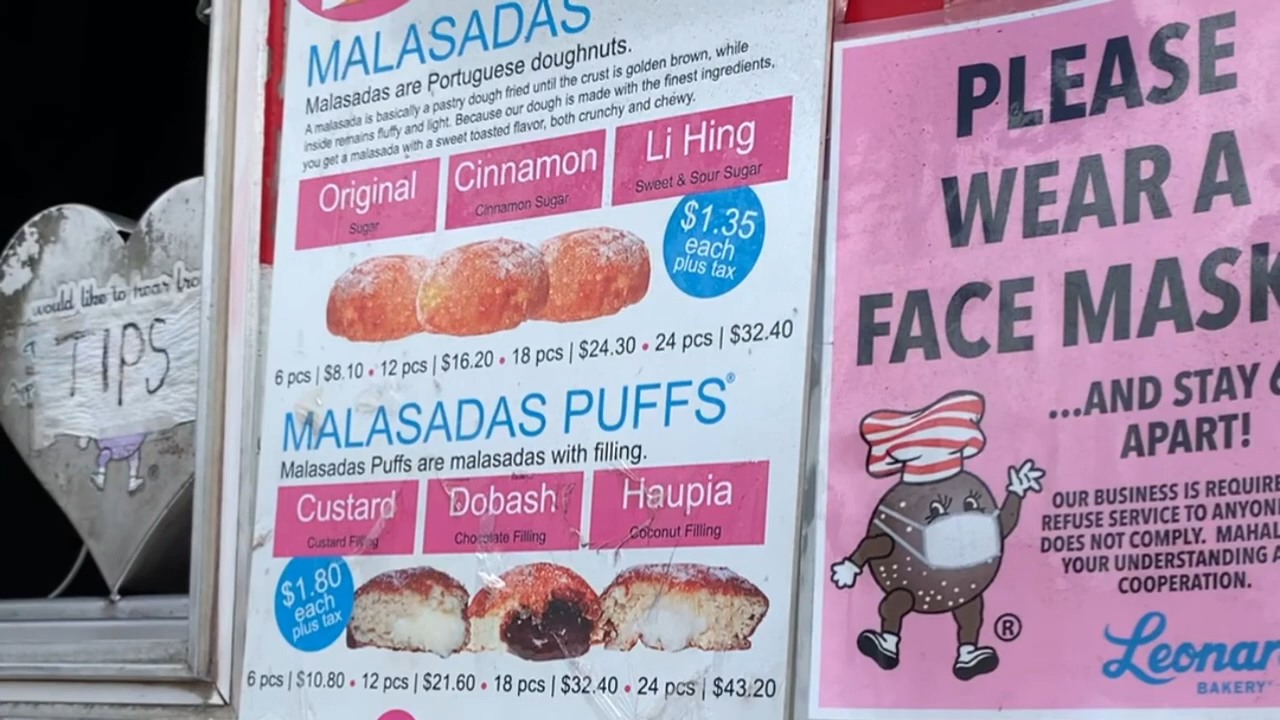 would like to hear fro
TIPS
MALASADAS
Malasadas are Portuguese doughnuts.
A malasada is basically a pastry dough fried until the crust is golden brown, while
inside remains fluffy and light. Because our dough is made with the finest ingredients,
you get a malasada with a sweet toasted flavor, both crunchy and chewy.
Original
Sugar
Cinnamon
Cinnamon Sugar
Li Hing
Sweet & Sour Sugar
$1.35
each
plus tax
6 pcs | $8.10 • 12 pcs | $16.20 • 18 pcs | $24.30 • 24 pcs | $32.40
MALASADAS PUFFS®
Malasadas Puffs are malasadas with filling.
Custard
Custard Filling
Dobash
Chocolate Filling
Haupia
Coconut Filling
$1.80
each
plus tax
6 pcs | $10.80 • 12 pcs | $21.60 • 18 pcs | $32.40 • 24 pcs | $43.20
PLEASE
WEAR A
FACE MASK
...AND STAY
APART!
OUR BUSINESS IS REQUIRE
REFUSE SERVICE TO ANYON
DOES NOT COMPLY. MAHAL
YOUR UNDERSTANDING A
COOPERATION.
®
Leonar
BAKERY